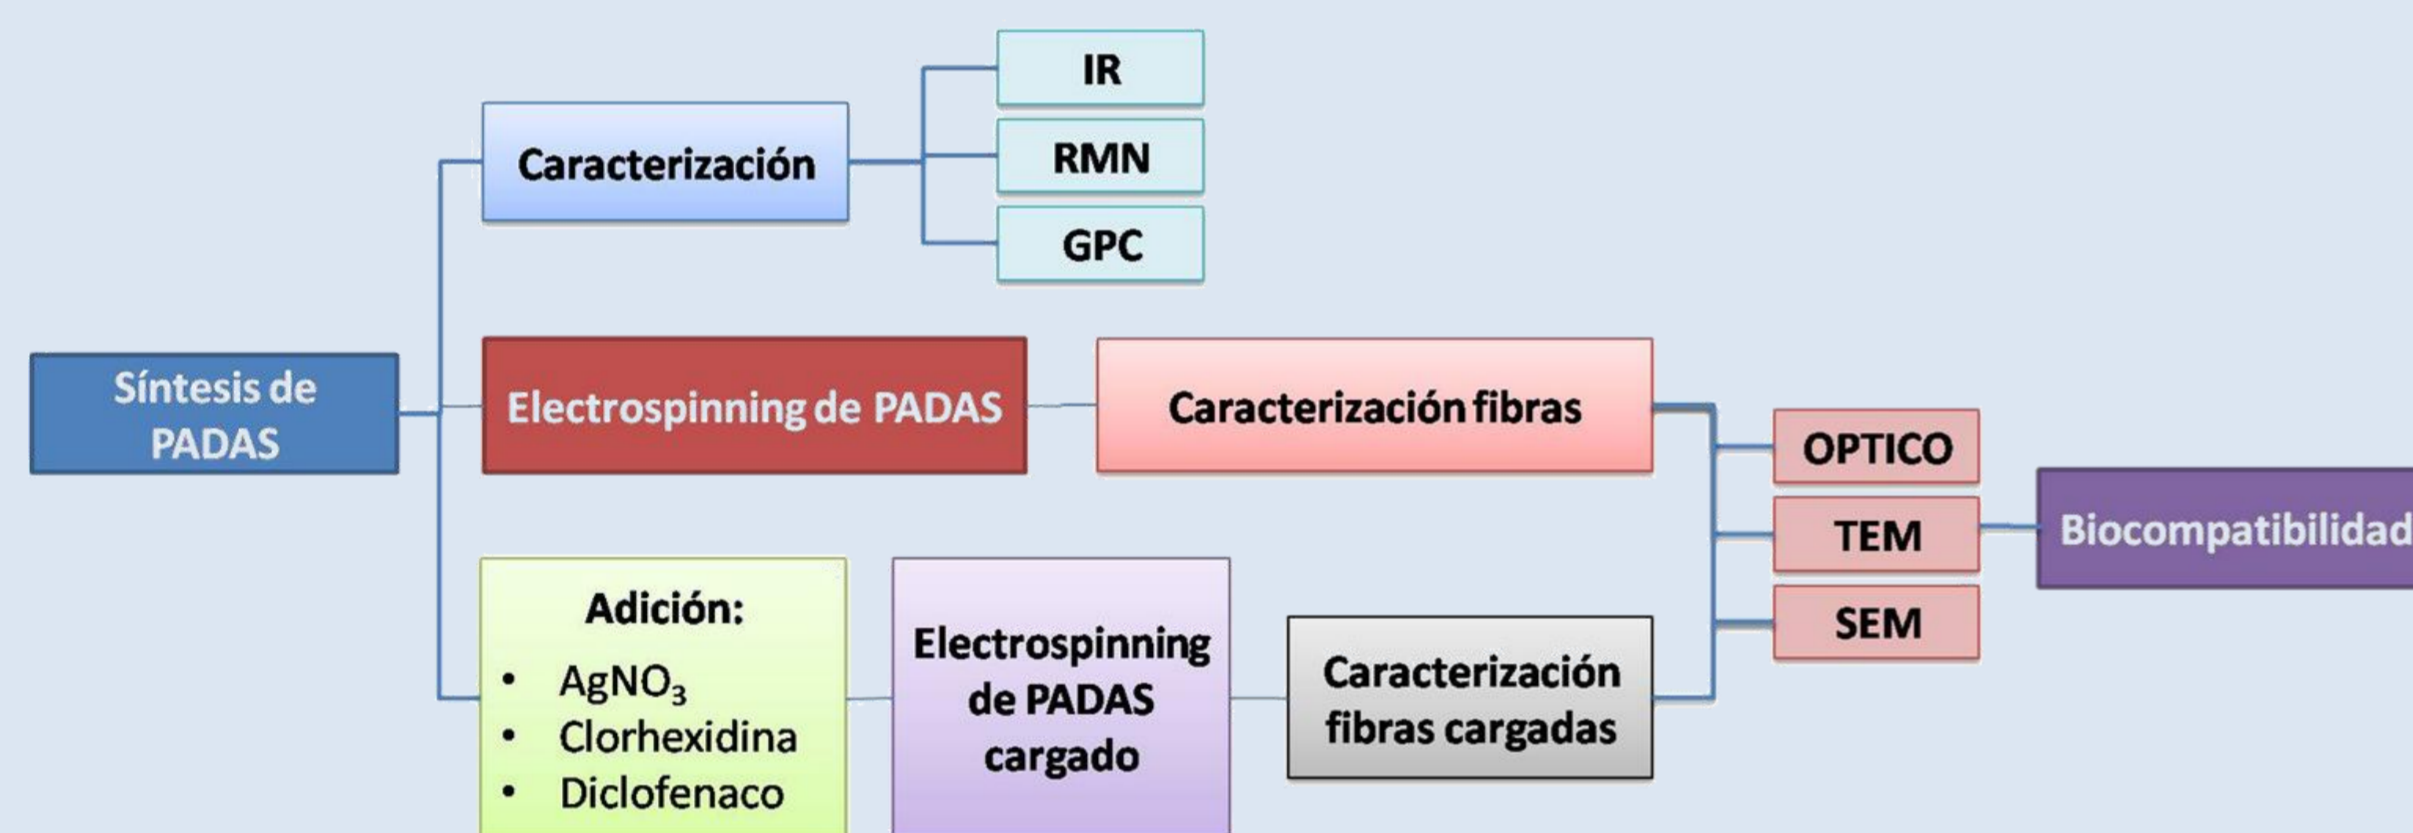 IR
RMN
GPC
Caracterización
Síntesis de
PADAS
Electrospinning de PADAS
Caracterización fibras
OPTICO
TEM
SEM
Biocompatibilidad
Adición:
• AgNO₃
• Clorhexidina
• Diclofenaco
Electrospinning
de PADAS
cargado
Caracterización
fibras cargadas